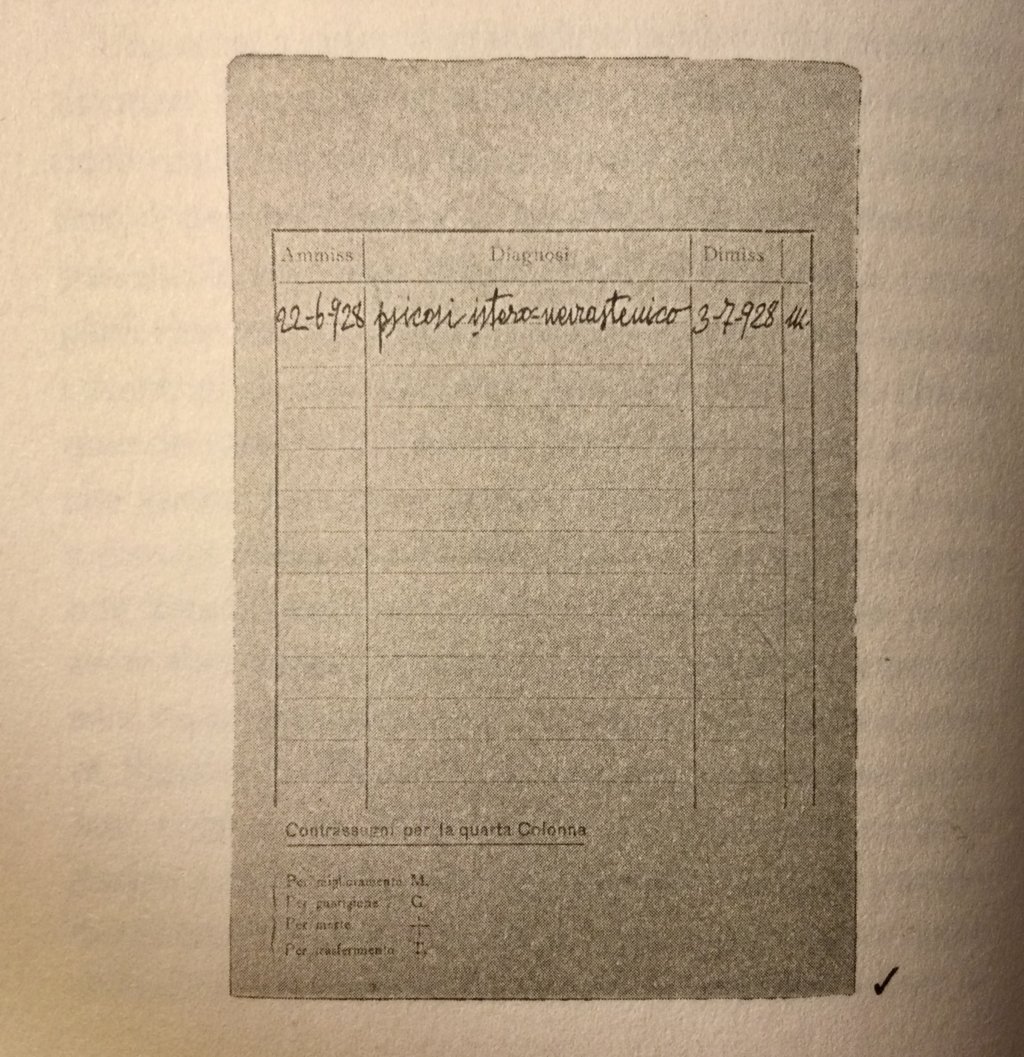 Ammiss Diagnosi Dimiss
22-6-928 psicosi istero=neurastenico 3-7-928 m.
Contrassegni per la quarta Colonna
Per miglioramento M.
Per guarigione G.
Per morte †
Per trasferimento T.